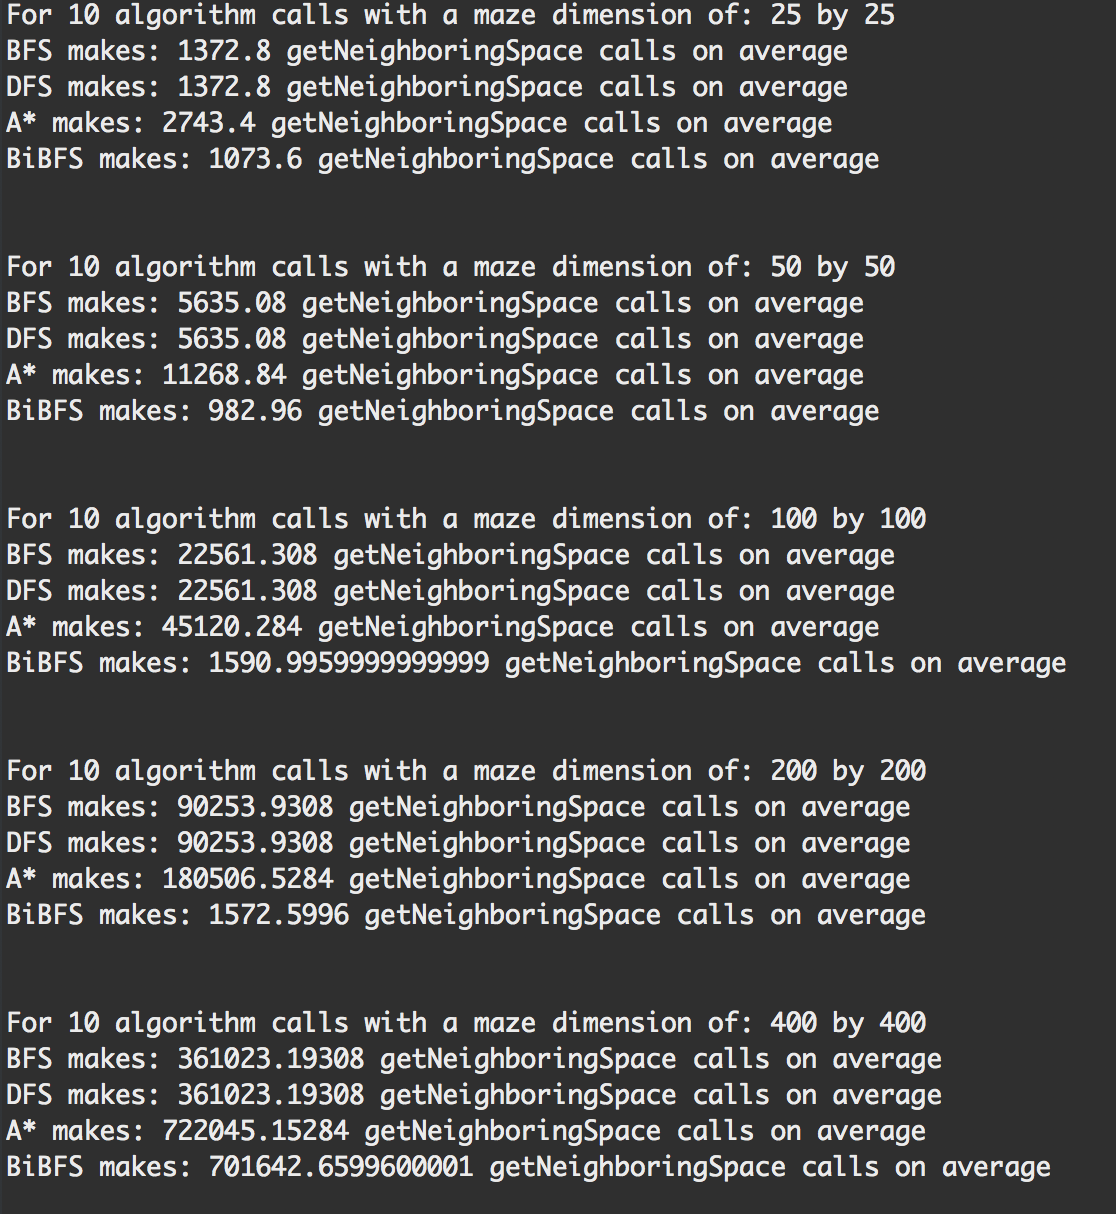 For 10 algorithm calls with a maze dimension of: 25 by 25
BFS makes: 1372.8 getNeighboringSpace calls on average
DFS makes: 1372.8 getNeighboringSpace calls on average
A* makes: 2743.4 getNeighboringSpace calls on average
BiBFS makes: 1073.6 getNeighboringSpace calls on average
For 10 algorithm calls with a maze dimension of: 50 by 50
BFS makes: 5635.08 getNeighboringSpace calls on average
DFS makes: 5635.08 getNeighboringSpace calls on average
A* makes: 11268.84 getNeighboringSpace calls on average
BiBFS makes: 982.96 getNeighboringSpace calls on average
For 10 algorithm calls with a maze dimension of: 100 by 100
BFS makes: 22561.308 getNeighboringSpace calls on average
DFS makes: 22561.308 getNeighboringSpace calls on average
A* makes: 45120.284 getNeighboringSpace calls on average
BiBFS makes: 1590.9959999999999 getNeighboringSpace calls on average
For 10 algorithm calls with a maze dimension of: 200 by 200
BFS makes: 90253.9308 getNeighboringSpace calls on average
DFS makes: 90253.9308 getNeighboringSpace calls on average
A* makes: 180506.5284 getNeighboringSpace calls on average
BiBFS makes: 1572.5996 getNeighboringSpace calls on average
For 10 algorithm calls with a maze dimension of: 400 by 400
BFS makes: 361023.19308 getNeighboringSpace calls on average
DFS makes: 361023.19308 getNeighboringSpace calls on average
A* makes: 722045.15284 getNeighboringSpace calls on average
BiBFS makes: 701642.6599600001 getNeighboringSpace calls on average